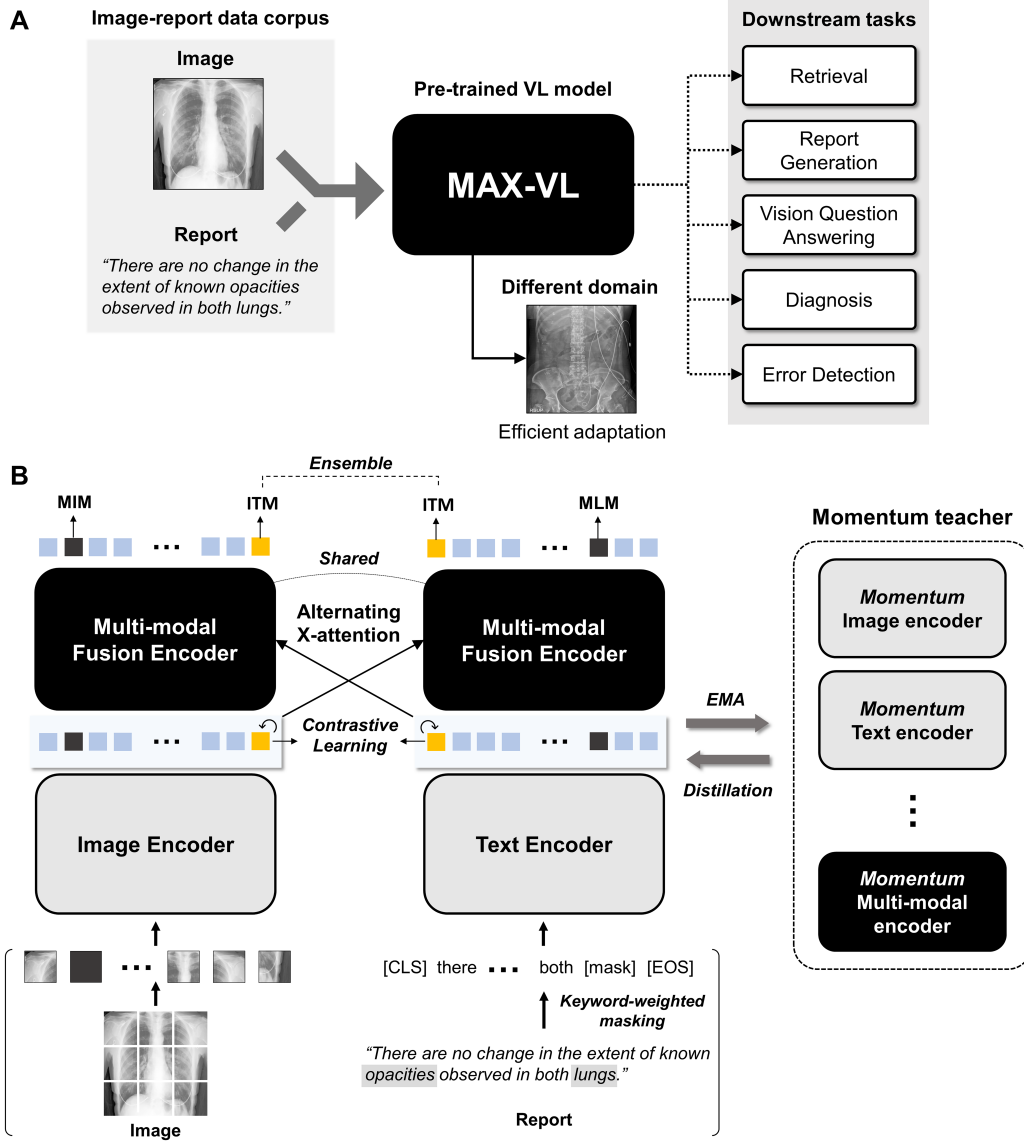 A
Image-report data corpus
Image
Report
“There are no change in the
extent of known opacities
observed in both lungs.”
Pre-trained VL model
MAX-VL
Different domain
Efficient adaptation
Downstream tasks
Retrieval
Report
Generation
Vision Question
Answering
Diagnosis
Error Detection
B
Ensemble
MIM
ITM
ITM
MLM
Shared
Multi-modal
Fusion Encoder
Alternating
X-attention
Multi-modal
Fusion Encoder
Contrastive
Learning
Image Encoder
Text Encoder
EMA
Distillation
Momentum teacher
Momentum
Image encoder
Momentum
Text encoder
Momentum
Multi-modal
encoder
[CLS] there ... both [mask] [EOS]
Keyword-weighted
masking
“There are no change in the extent of known
opacities observed in both lungs.”
Image
Report